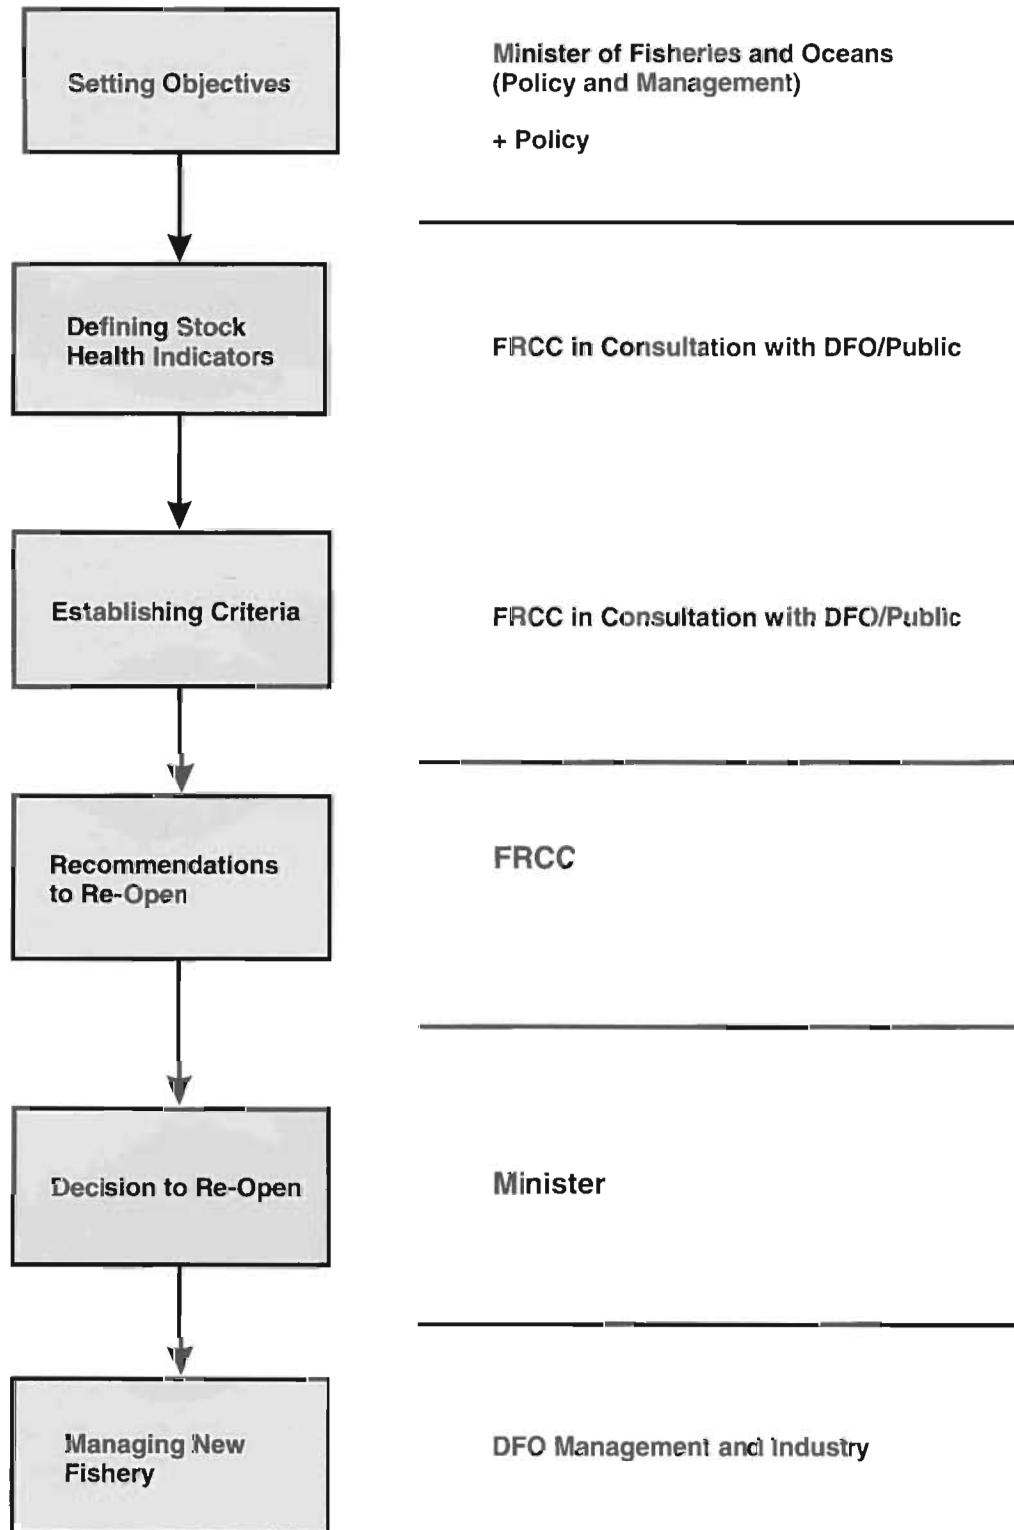 Setting Objectives
Minister of Fisheries and Oceans
(Policy and Management)
+ Policy
Defining Stock
Health Indicators
FRCC in Consultation with DFO/Public
Establishing Criteria
FRCC in Consultation with DFO/Public
Recommendations
to Re-Open
FRCC
Decision to Re-Open
Minister
Managing New
Fishery
DFO Management and Industry